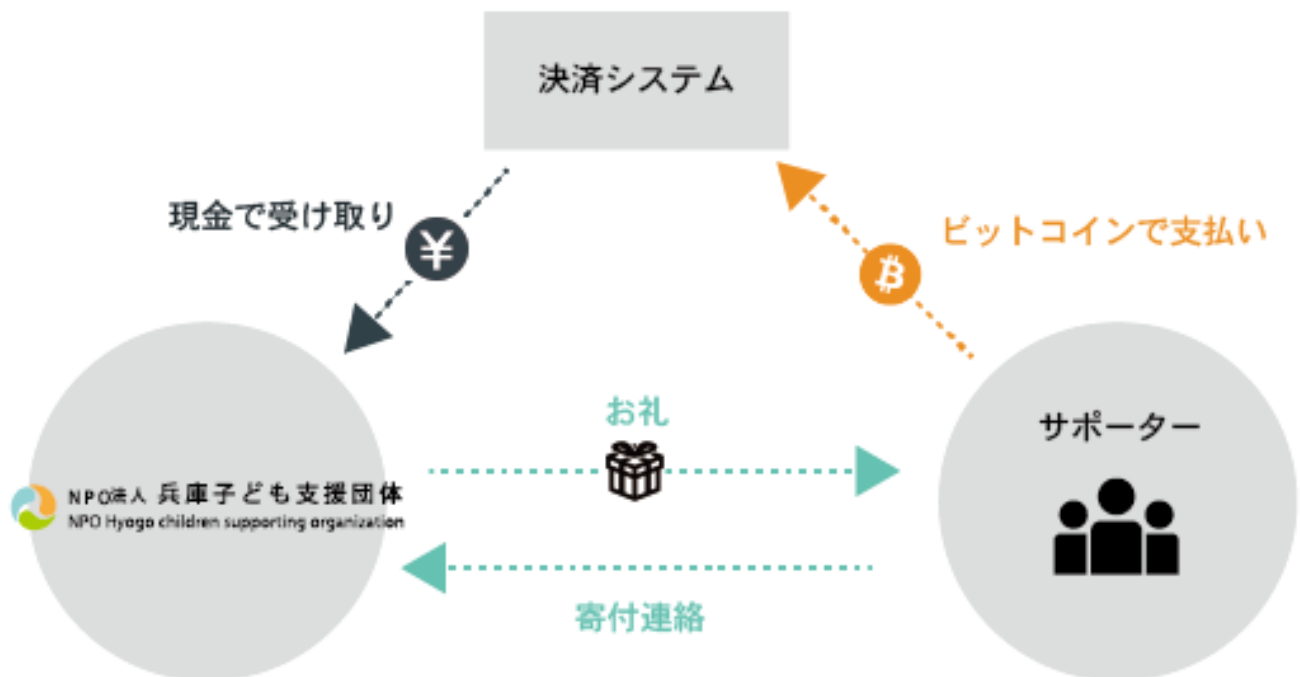 決済システム
現金で受け取り
¥
ビットコインで支払い
₿
お礼
サポーター
NPO法人 兵庫子ども支援団体
NPO Hyogo children supporting organization
寄付連絡